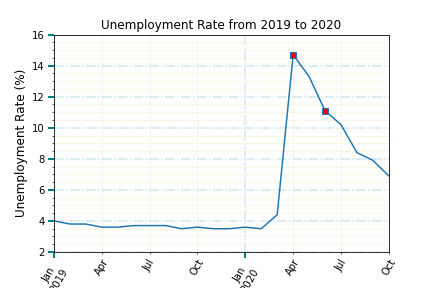 Unemployment Rate from 2019 to 2020
Unemployment Rate (%)
16
14
12
10
8
6
4
2
Jan
2019
Apr
Jul
Oct
Jan
2020
Apr
Jul
Oct